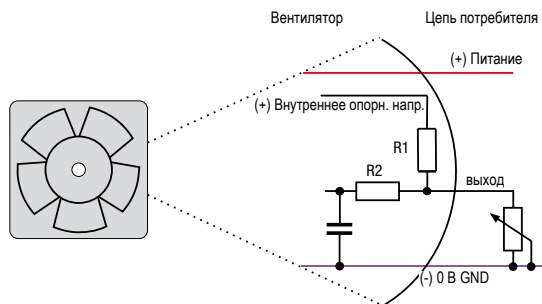 Вентилятор
Цепь потребителя
(+) Питание
(+) Внутреннее опорн. напр.
R1
R2
выход
(-) 0 В GND